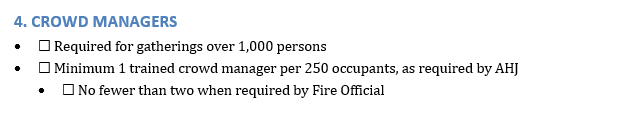 4. CROWD MANAGERS
• ☐ Required for gatherings over 1,000 persons
• ☐ Minimum 1 trained crowd manager per 250 occupants, as required by AHJ
• ☐ No fewer than two when required by Fire Official